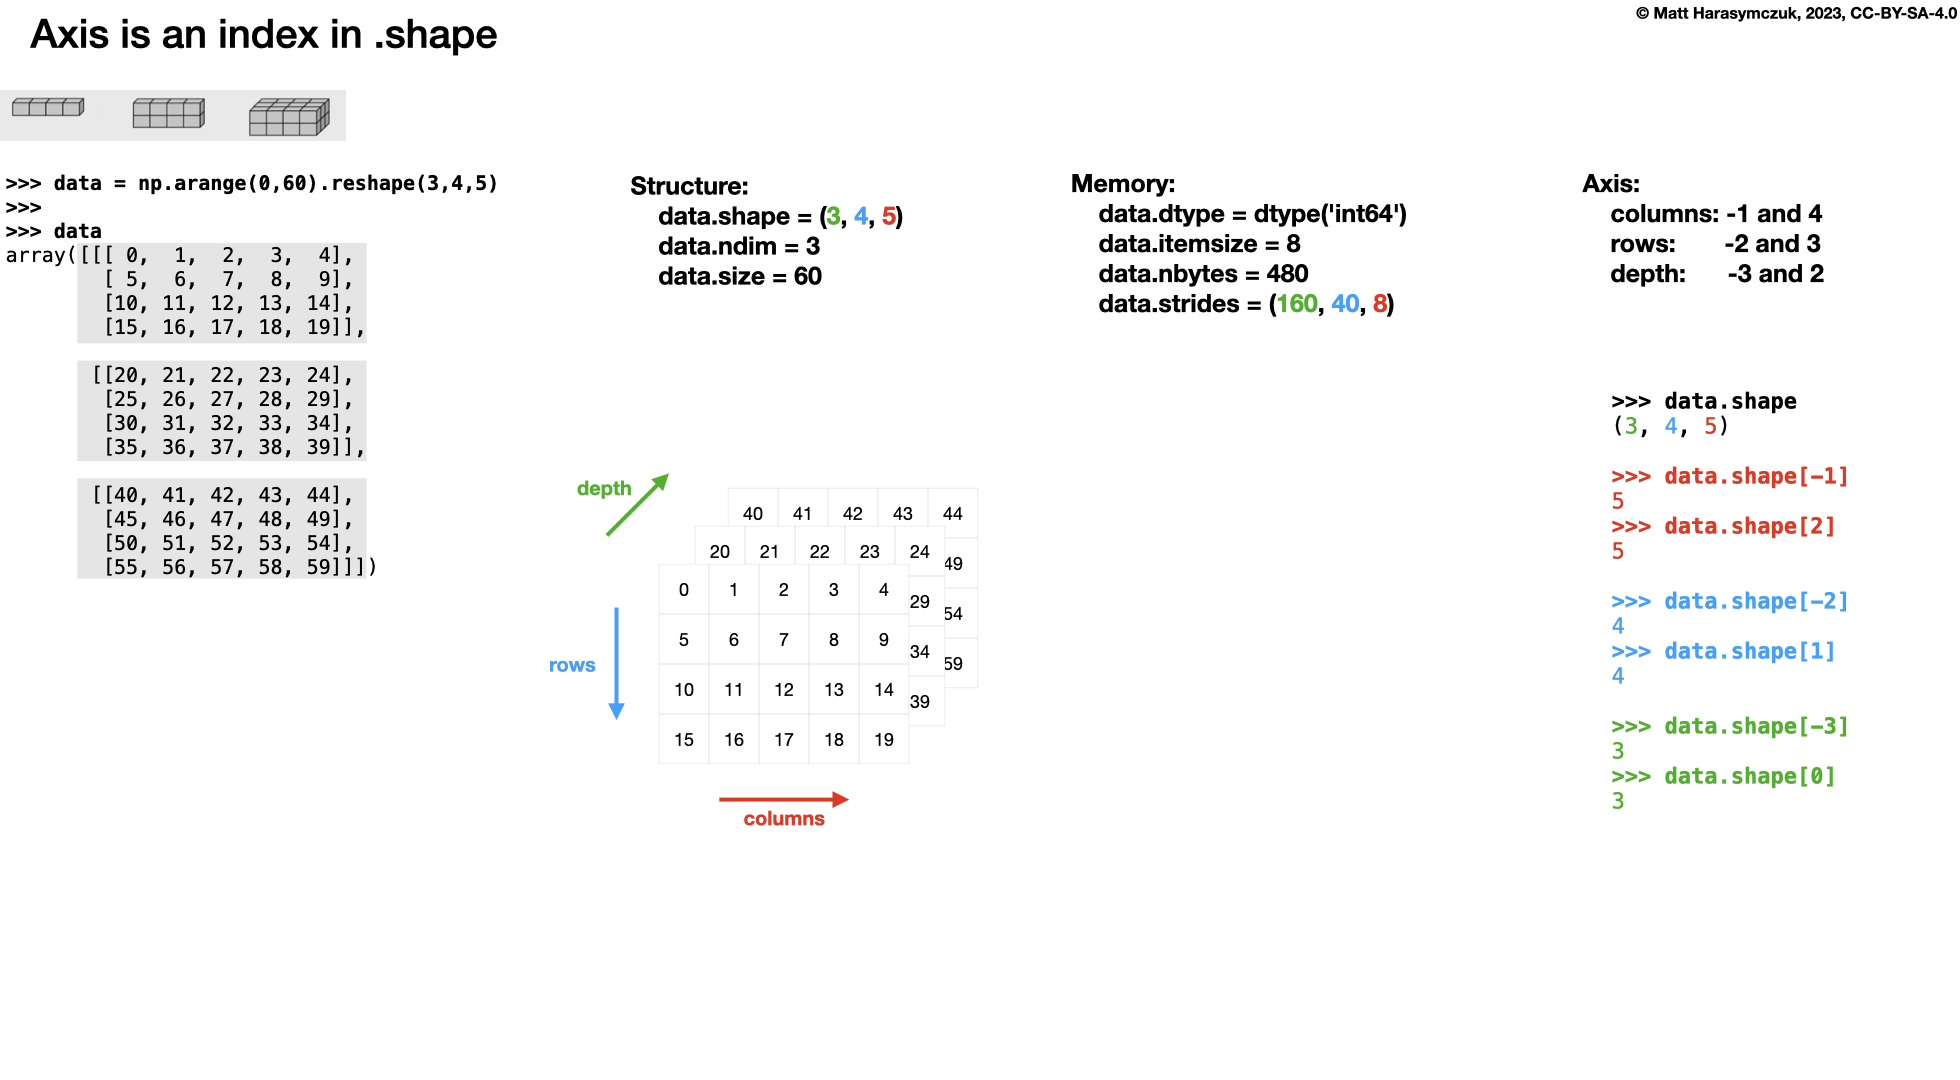 © Matt Harasymczuk, 2023, CC-BY-SA-4.0
Axis is an index in .shape
>>> data = np.arange(0,60).reshape(3,4,5)
>>>
>>> data
array([[[ 0,  1,  2,  3,  4],
[ 5,  6,  7,  8,  9],
[10, 11, 12, 13, 14],
[15, 16, 17, 18, 19]],
[[20, 21, 22, 23, 24],
[25, 26, 27, 28, 29],
[30, 31, 32, 33, 34],
[35, 36, 37, 38, 39]],
[[40, 41, 42, 43, 44],
[45, 46, 47, 48, 49],
[50, 51, 52, 53, 54],
[55, 56, 57, 58, 59]]])
Structure:
data.shape = (3, 4, 5)
data.ndim = 3
data.size = 60
depth
40 41 42 43 44
20 21 22 23 24 49
0 1 2 3 4 29 54
5 6 7 8 9 34 59
10 11 12 13 14 39
15 16 17 18 19
rows
columns
Memory:
data.dtype = dtype('int64')
data.itemsize = 8
data.nbytes = 480
data.strides = (160, 40, 8)
Axis:
columns: -1 and 4
rows: -2 and 3
depth: -3 and 2
>>> data.shape
(3, 4, 5)
>>> data.shape[-1]
5
>>> data.shape[2]
5
>>> data.shape[-2]
4
>>> data.shape[1]
4
>>> data.shape[-3]
3
>>> data.shape[0]
3